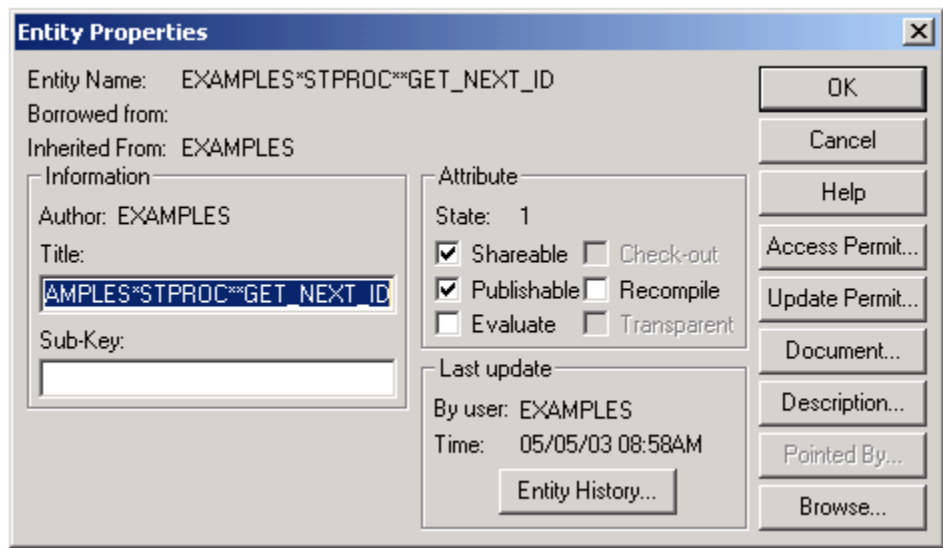 Entity Properties
Entity Name: EXAMPLES*STPROC**GET_NEXT_ID
Borrowed from:
Inherited From: EXAMPLES
Information
Author: EXAMPLES
Title:
AMPLES*STPROC**GET_NEXT_ID
Sub-Key:
Attribute
State: 1
Shareable Check-out
Publishable Recompile
Evaluate Transparent
Last update
By user: EXAMPLES
Time: 05/05/03 08:58AM
Entity History...
OK
Cancel
Help
Access Permit...
Update Permit...
Document...
Description...
Pointed By...
Browse...